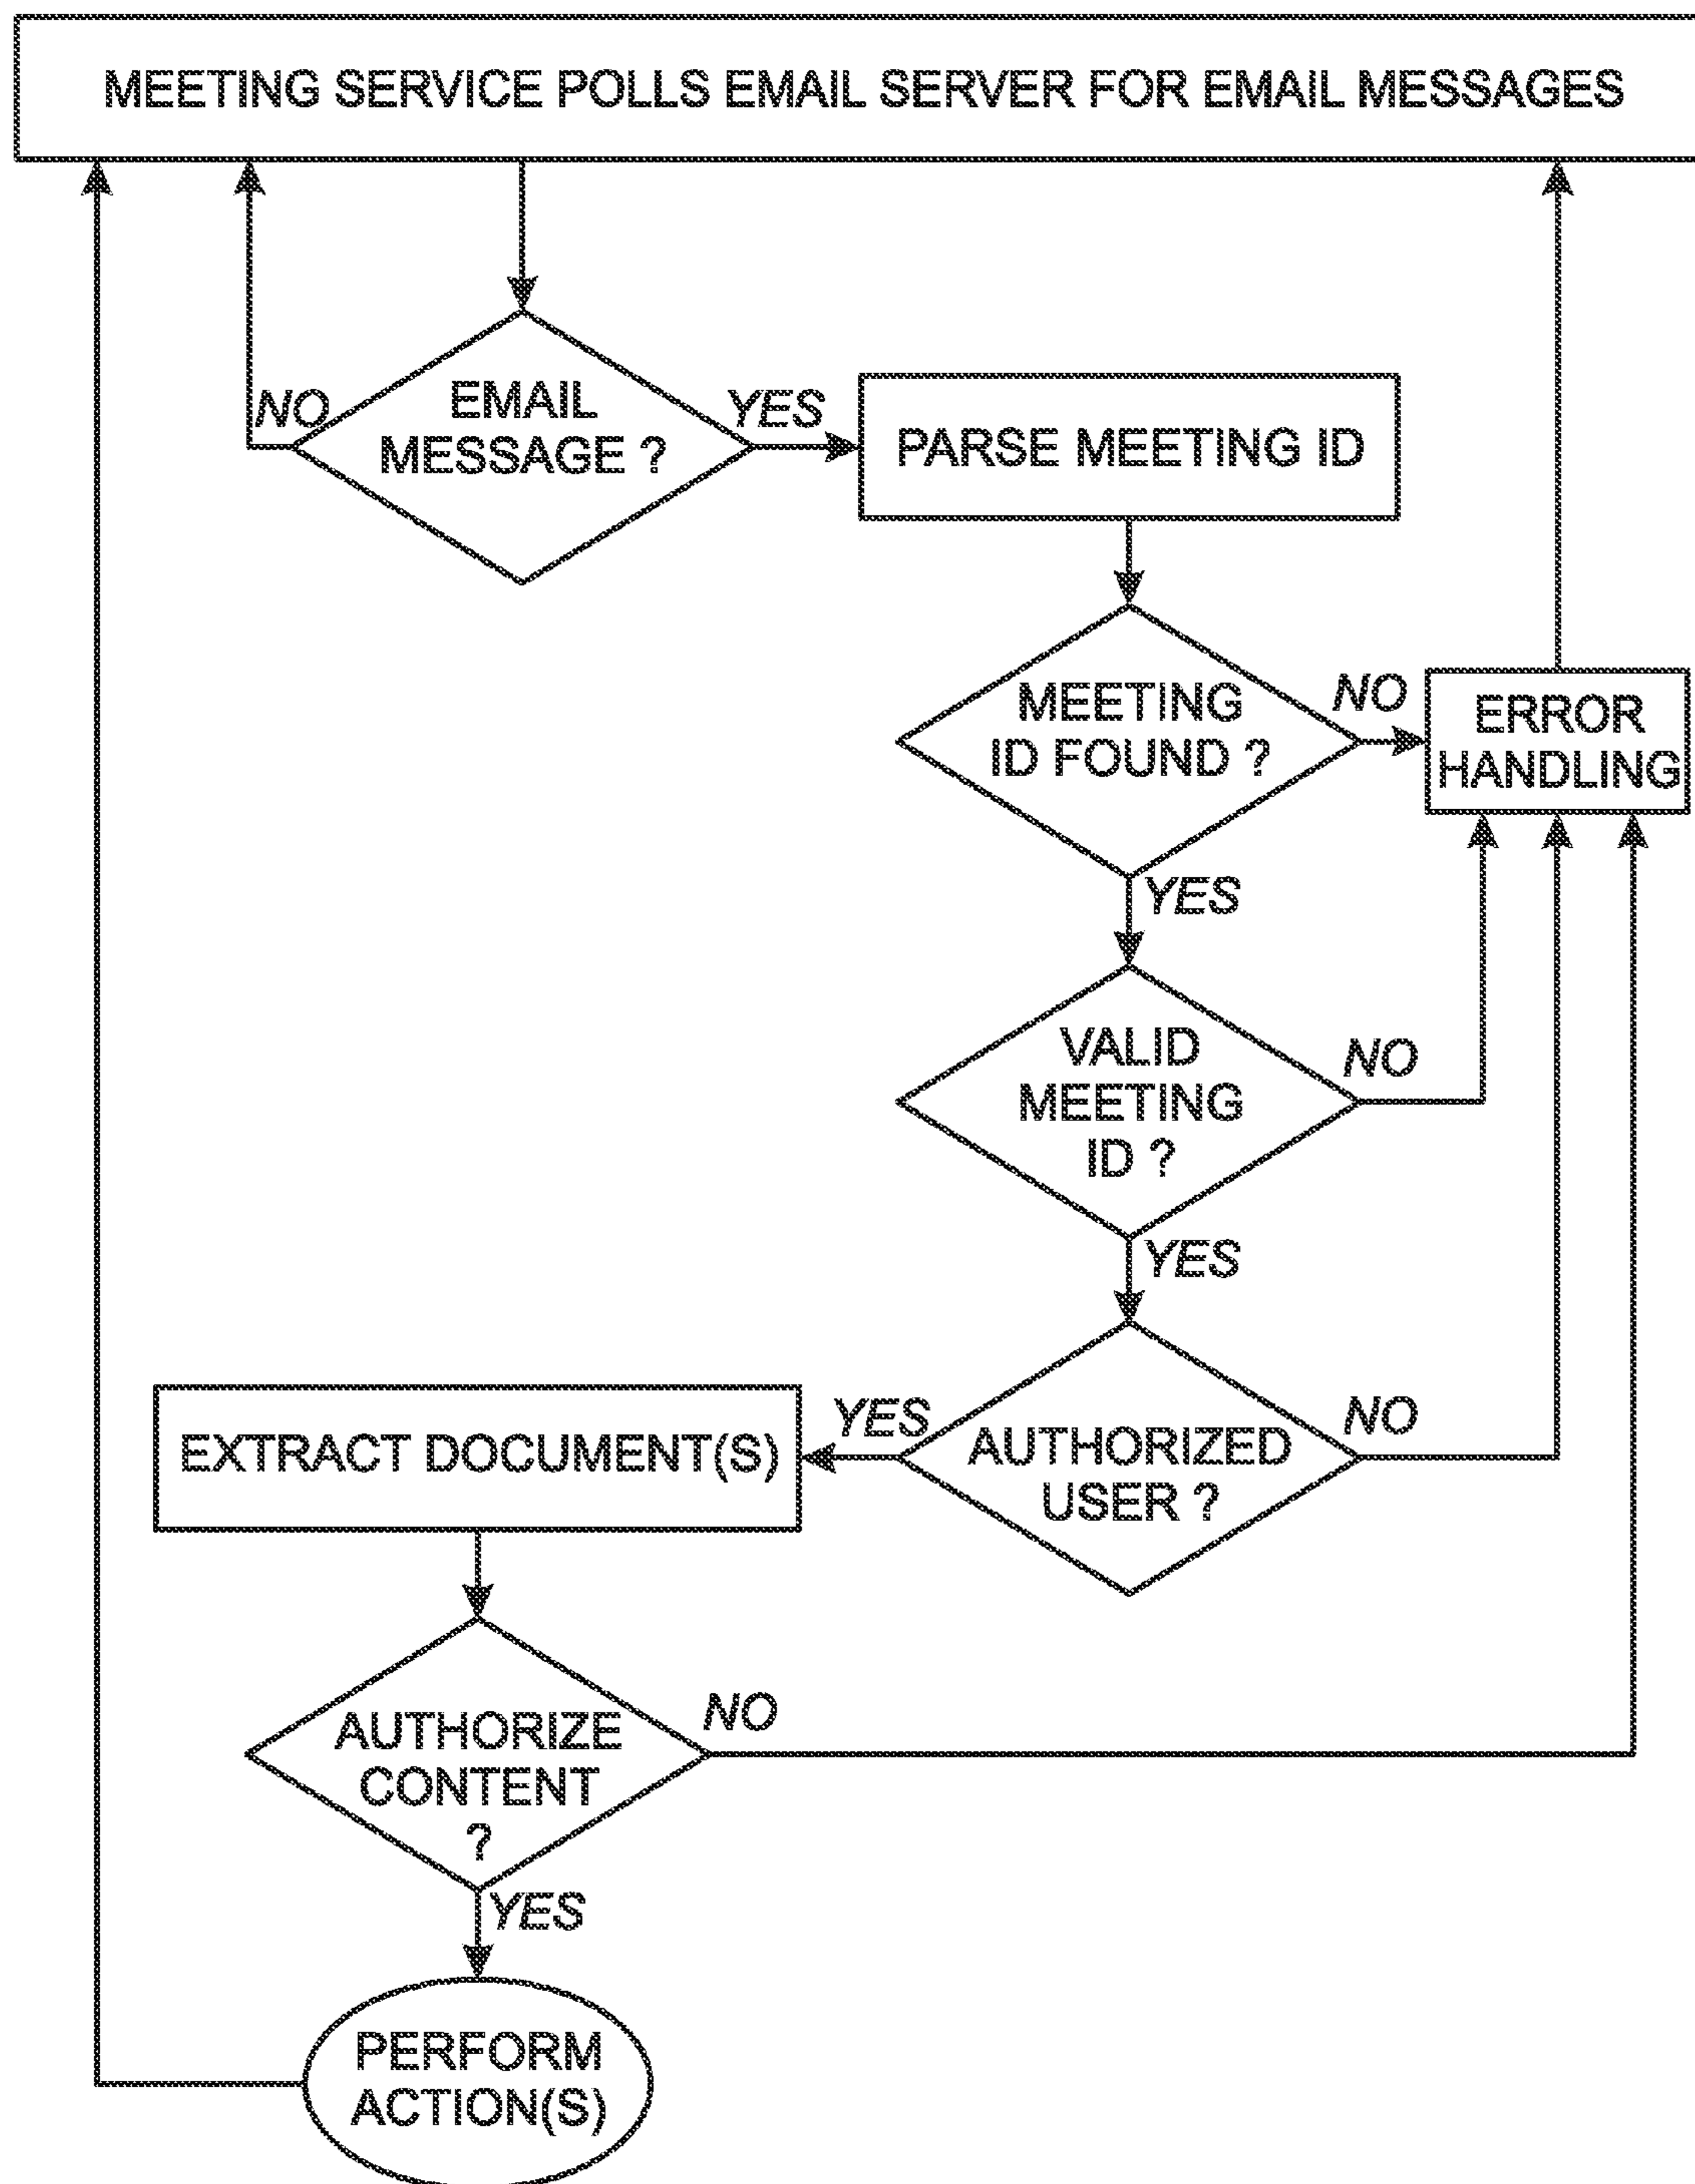 MEETING SERVICE POLLS EMAIL SERVER FOR EMAIL MESSAGES
NO
EMAIL
MESSAGE ?
YES
PARSE MEETING ID
MEETING
ID FOUND ?
NO
ERROR
HANDLING
YES
VALID
MEETING
ID ?
NO
YES
EXTRACT DOCUMENT(S)
YES
AUTHORIZED
USER ?
NO
AUTHORIZE
CONTENT
?
NO
YES
PERFORM
ACTION(S)